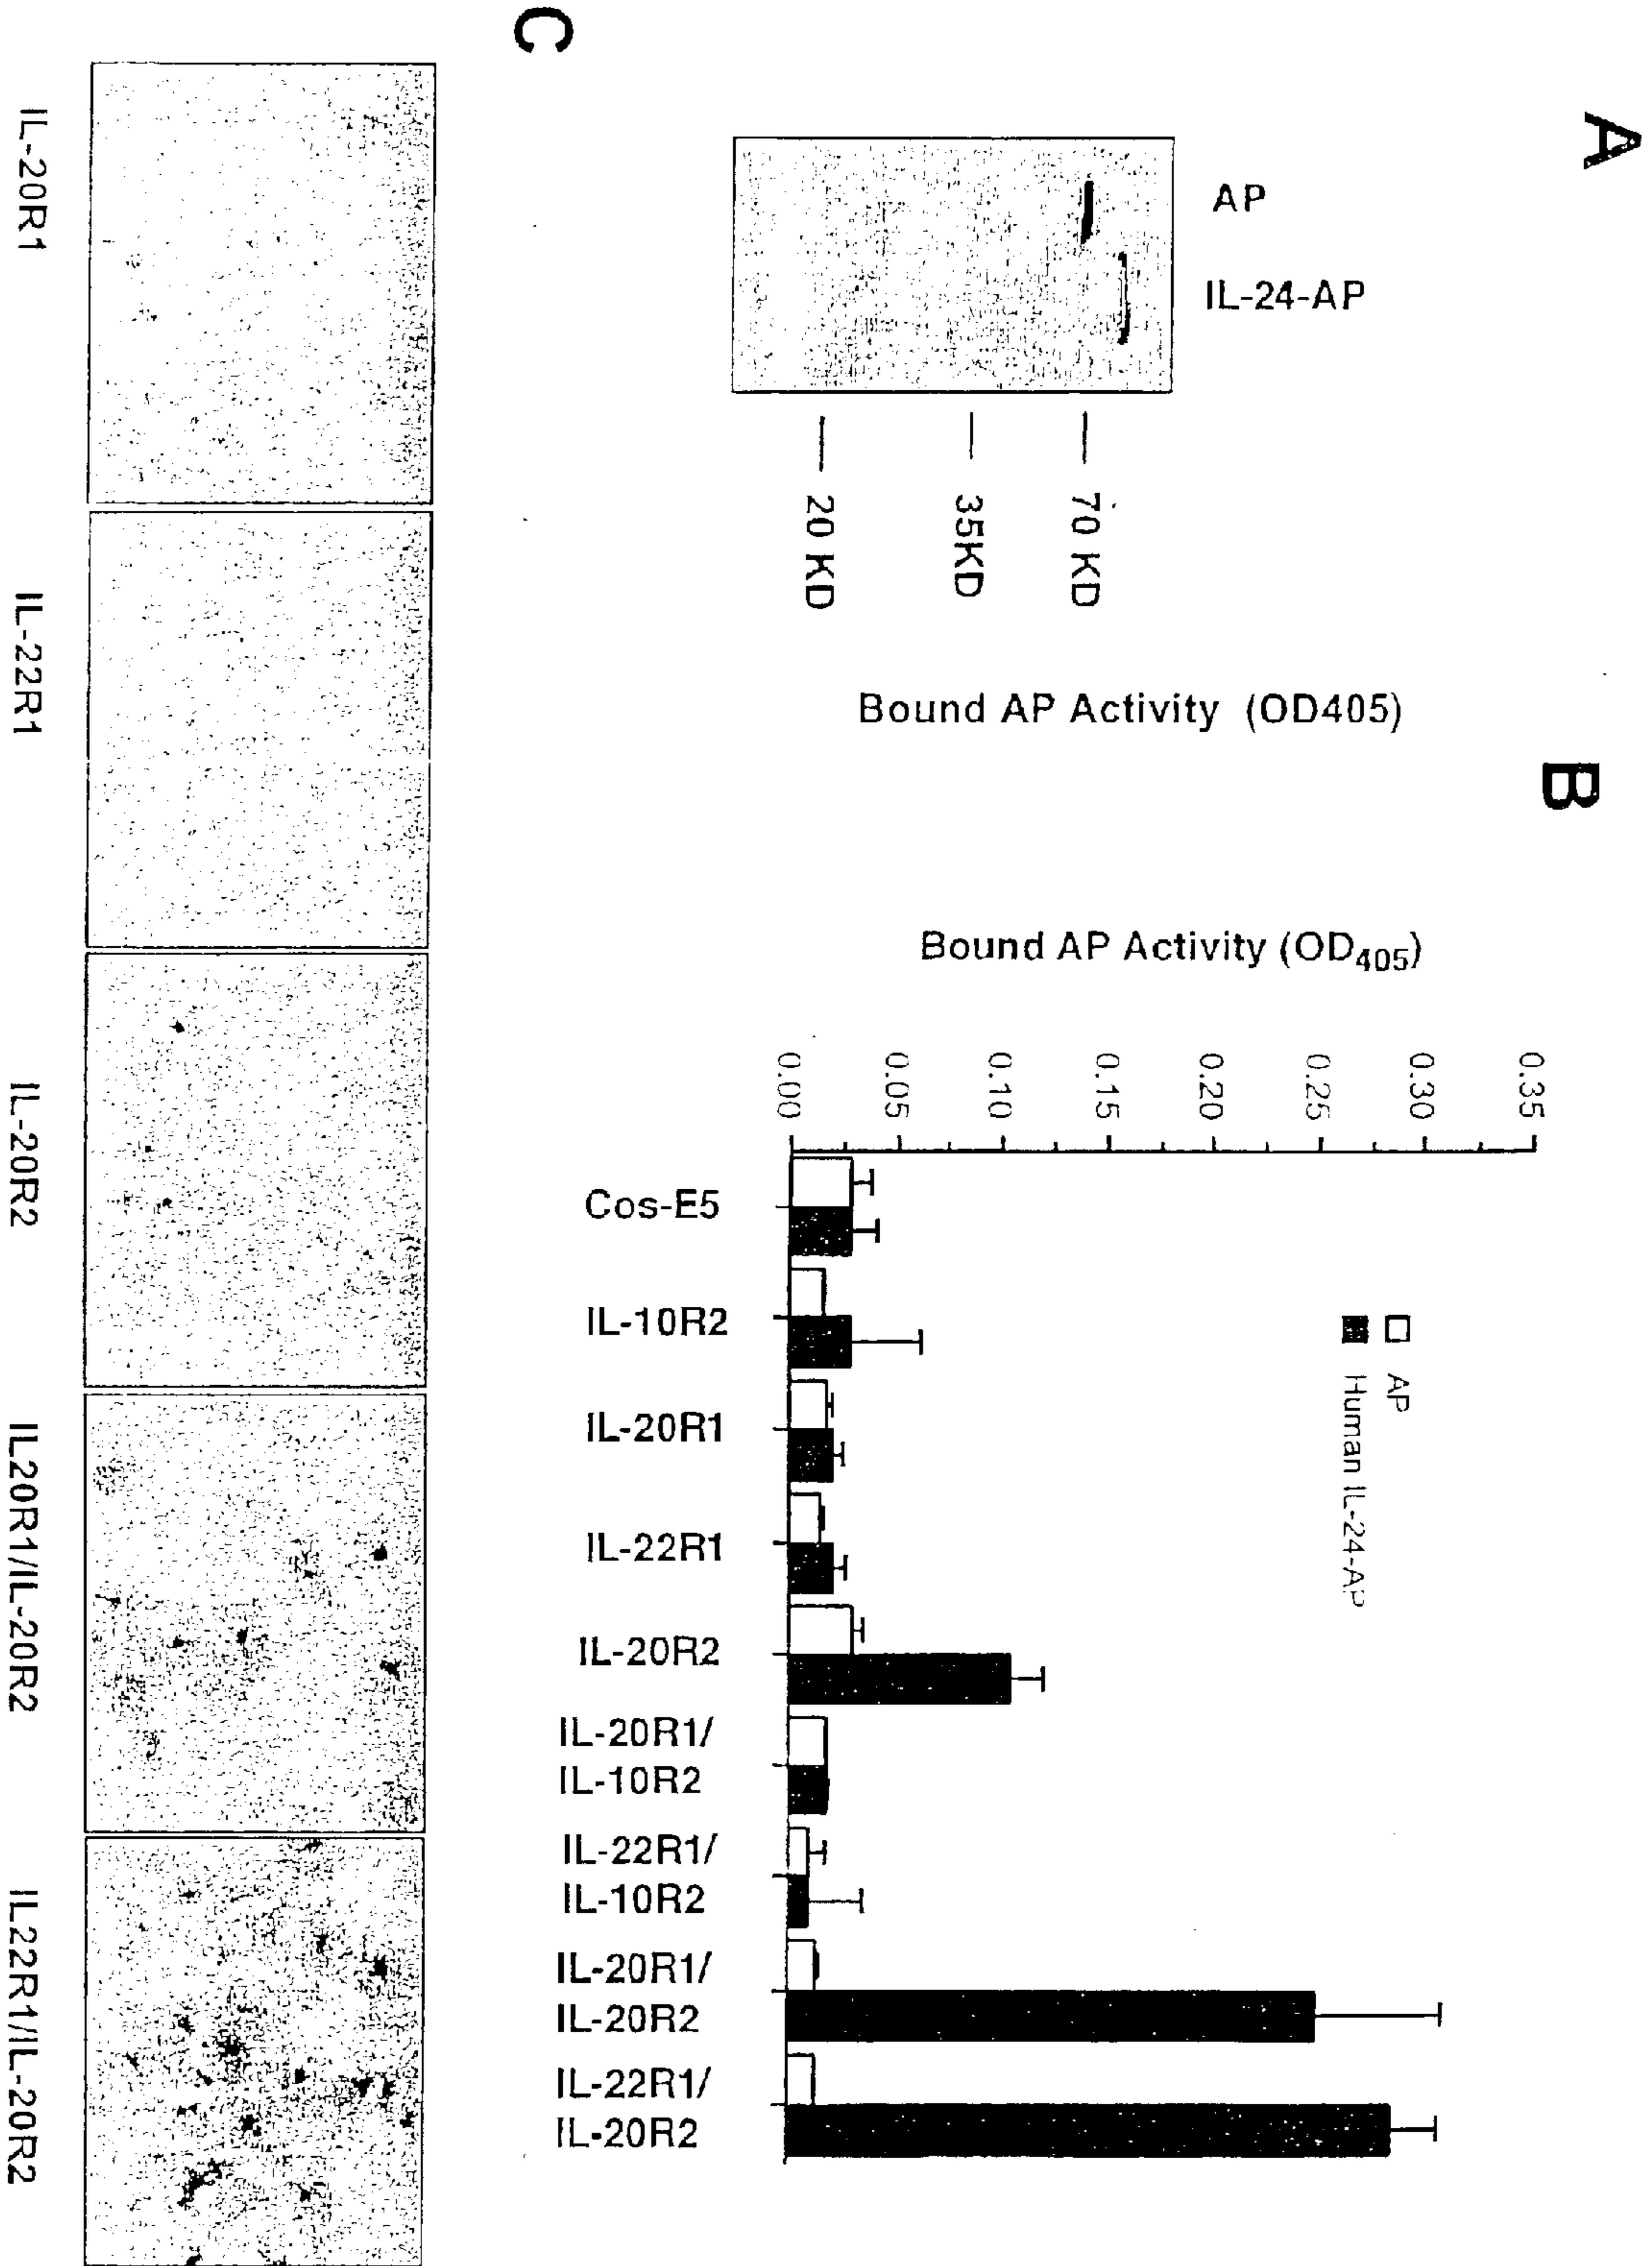 A
AP
IL-24-AP
70 KD
35KD
20 KD
Bound AP Activity (OD405)
B
Bound AP Activity (OD405)
0.35
0.30
0.25
0.20
0.15
0.10
0.05
0.00
AP
Human IL-24-AP
Cos-E5
IL-10R2
IL-20R1
IL-22R1
IL-20R2
IL-20R1/
IL-10R2
IL-22R1/
IL-10R2
IL-20R1/
IL-20R2
IL-22R1/
IL-20R2
C
IL-20R1
IL-22R1
IL-20R2
IL20R1/IL-20R2
IL22R1/IL-20R2